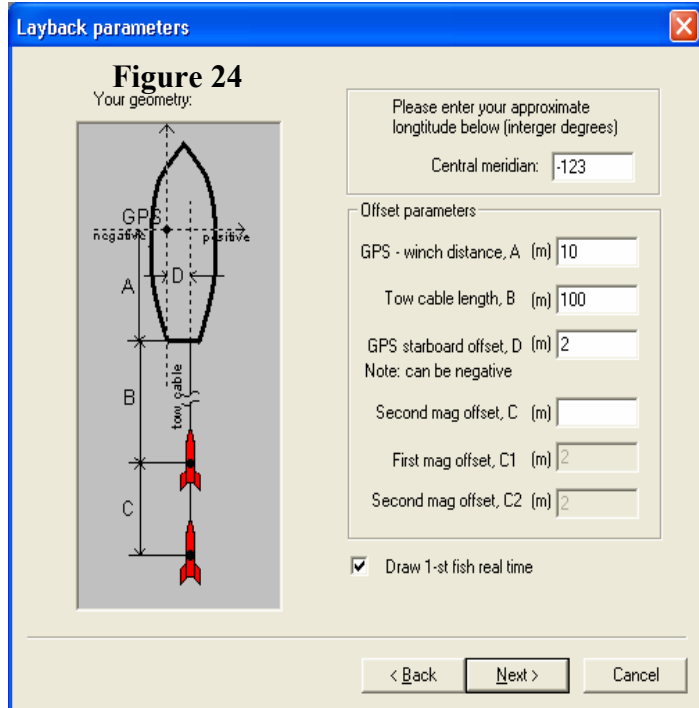 Layback parameters
Figure 24
Your geometry:
GPS
negative
positive
D
A
B
tow cable
C
Please enter your approximate
longtitude below (interger degrees)
Central meridian: -123
Offset parameters
GPS - winch distance, A (m) 10
Tow cable length, B (m) 100
GPS starboard offset, D (m) 2
Note: can be negative
Second mag offset, C (m)
First mag offset, C1 (m) 2
Second mag offset, C2 (m) 2
Draw 1-st fish real time
< Back
Next >
Cancel